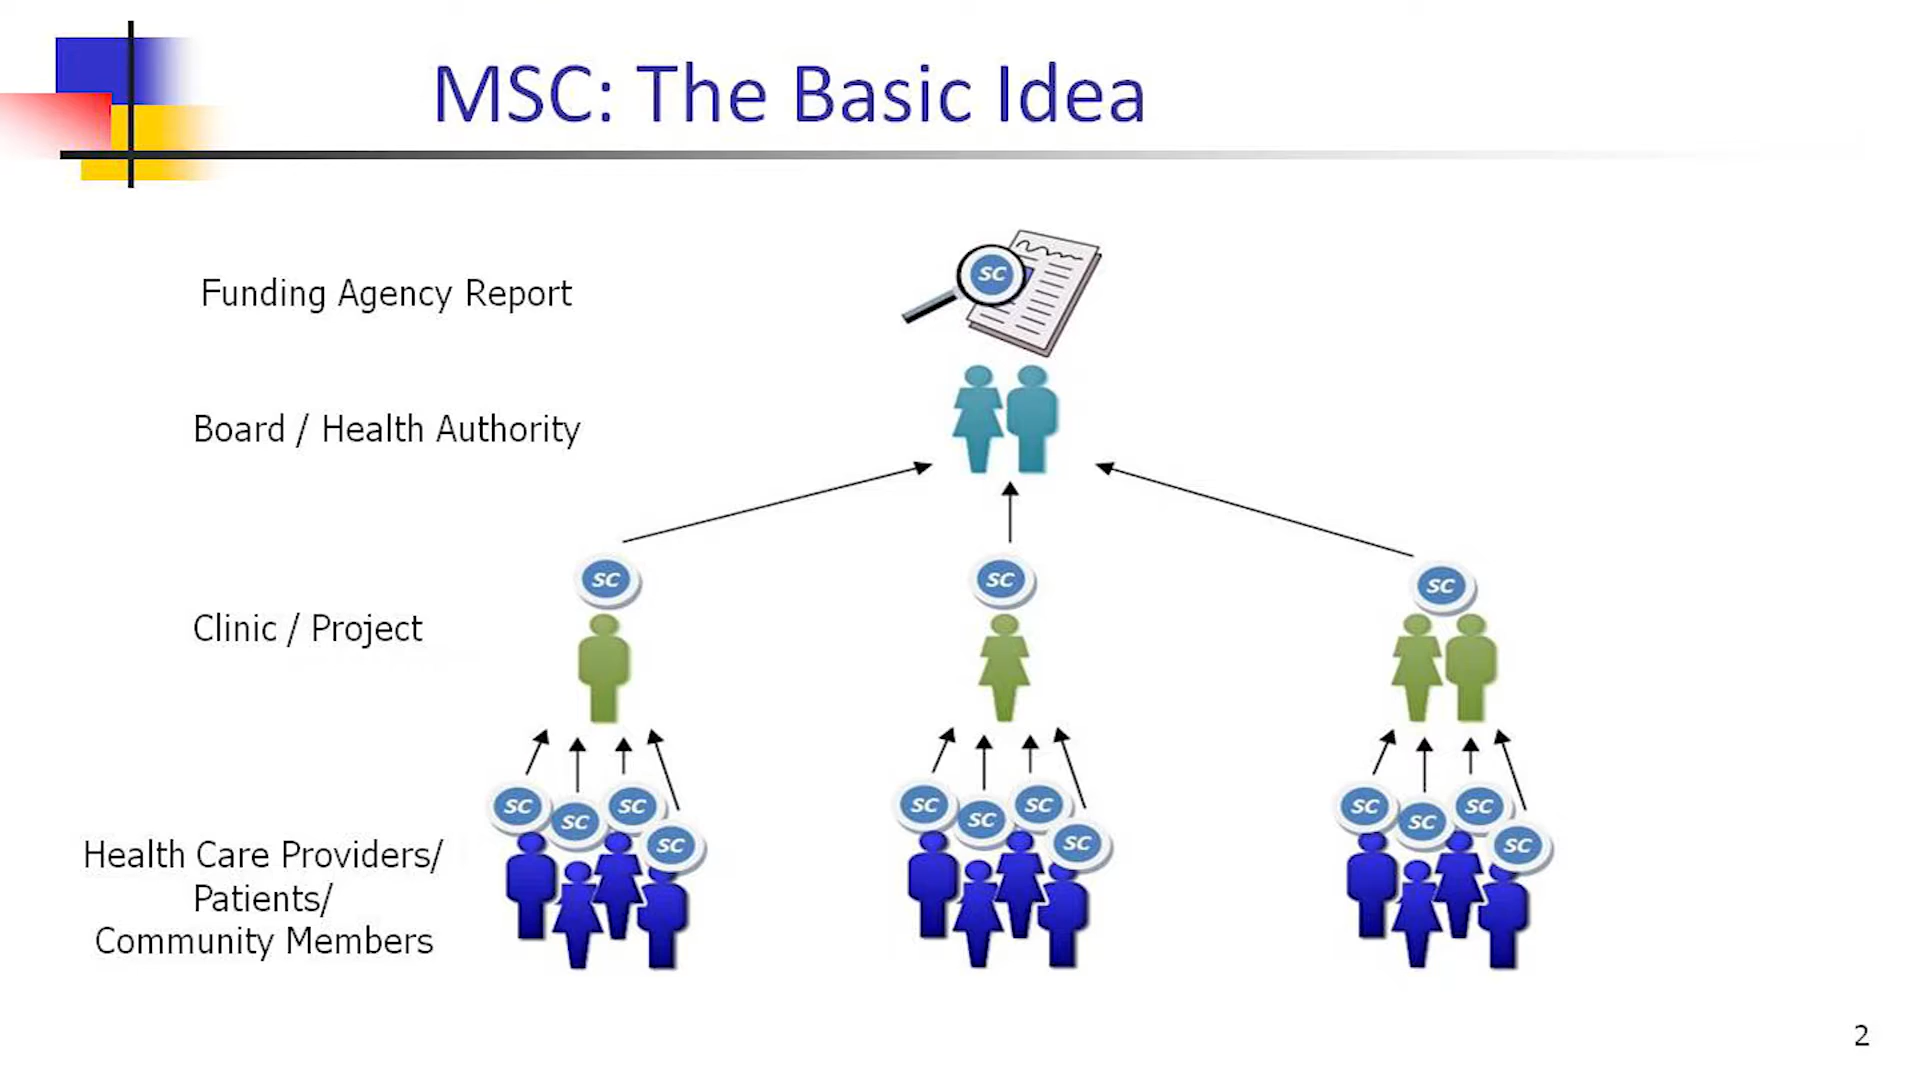 MSC: The Basic Idea
Funding Agency Report
SC
Board / Health Authority
SC
SC
SC
Clinic / Project
SC
SC
SC
SC
SC
SC
SC
SC
SC
SC
SC
SC
Health Care Providers/
Patients/
Community Members
2